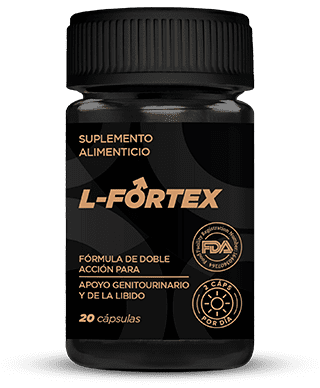 SUPLEMENTO
ALIMENTICIO
L-FORTEX
FÓRMULA DE DOBLE
ACCIÓN PARA
APOYO GENITOURINARIO
Y DE LA LIBIDO
20 cápsulas
FDA
2 CÁPS
POR DÍA